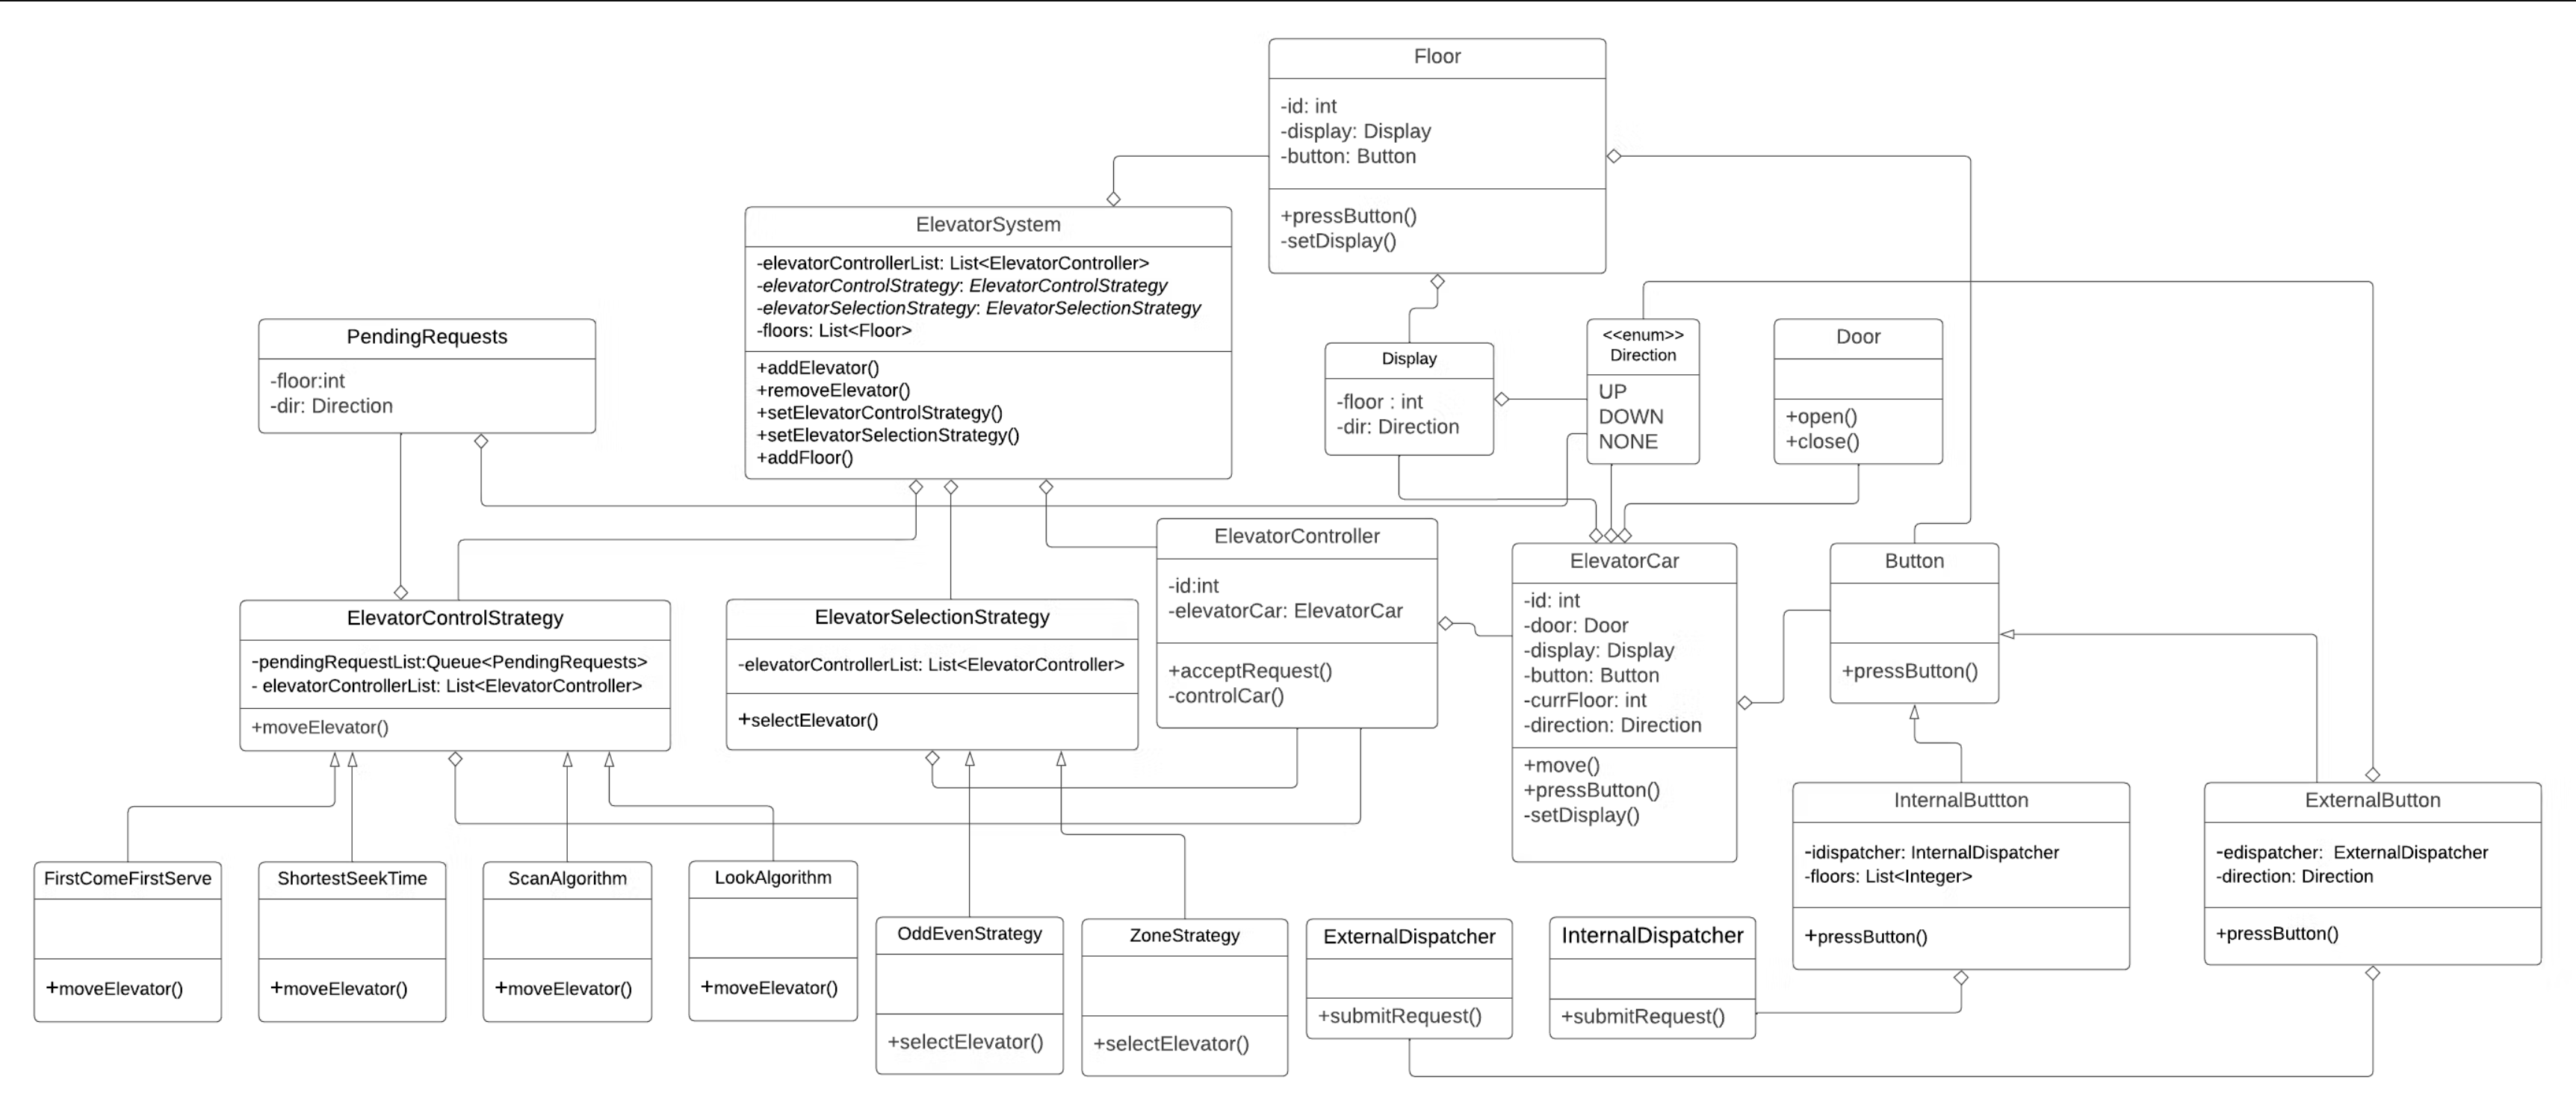 Floor
-id: int
-display: Display
-button: Button
+pressButton()
-setDisplay()
ElevatorSystem
-elevatorControllerList: List<ElevatorController>
-elevatorControlStrategy: ElevatorControlStrategy
-elevatorSelectionStrategy: ElevatorSelectionStrategy
-floors: List<Floor>
+addElevator()
+removeElevator()
+setElevatorControlStrategy()
+setElevatorSelectionStrategy()
+addFloor()
PendingRequests
-floor:int
-dir: Direction
Display
-floor : int
-dir: Direction
<<enum>>
Direction
UP
DOWN
NONE
Door
+open()
+close()
ElevatorControlStrategy
-pendingRequestList:Queue<PendingRequests>
- elevatorControllerList: List<ElevatorController>
+moveElevator()
ElevatorSelectionStrategy
-elevatorControllerList: List<ElevatorController>
+selectElevator()
ElevatorController
-id:int
-elevatorCar: ElevatorCar
+acceptRequest()
-controlCar()
ElevatorCar
-id: int
-door: Door
-display: Display
-button: Button
-currFloor: int
-direction: Direction
+move()
+pressButton()
-setDisplay()
Button
+pressButton()
InternalButtton
-idispatcher: InternalDispatcher
-floors: List<Integer>
+pressButton()
ExternalButton
-edispatcher:  ExternalDispatcher
-direction: Direction
+pressButton()
FirstComeFirstServe
+moveElevator()
ShortestSeekTime
+moveElevator()
ScanAlgorithm
+moveElevator()
LookAlgorithm
+moveElevator()
OddEvenStrategy
+selectElevator()
ZoneStrategy
+selectElevator()
ExternalDispatcher
+submitRequest()
InternalDispatcher
+submitRequest()